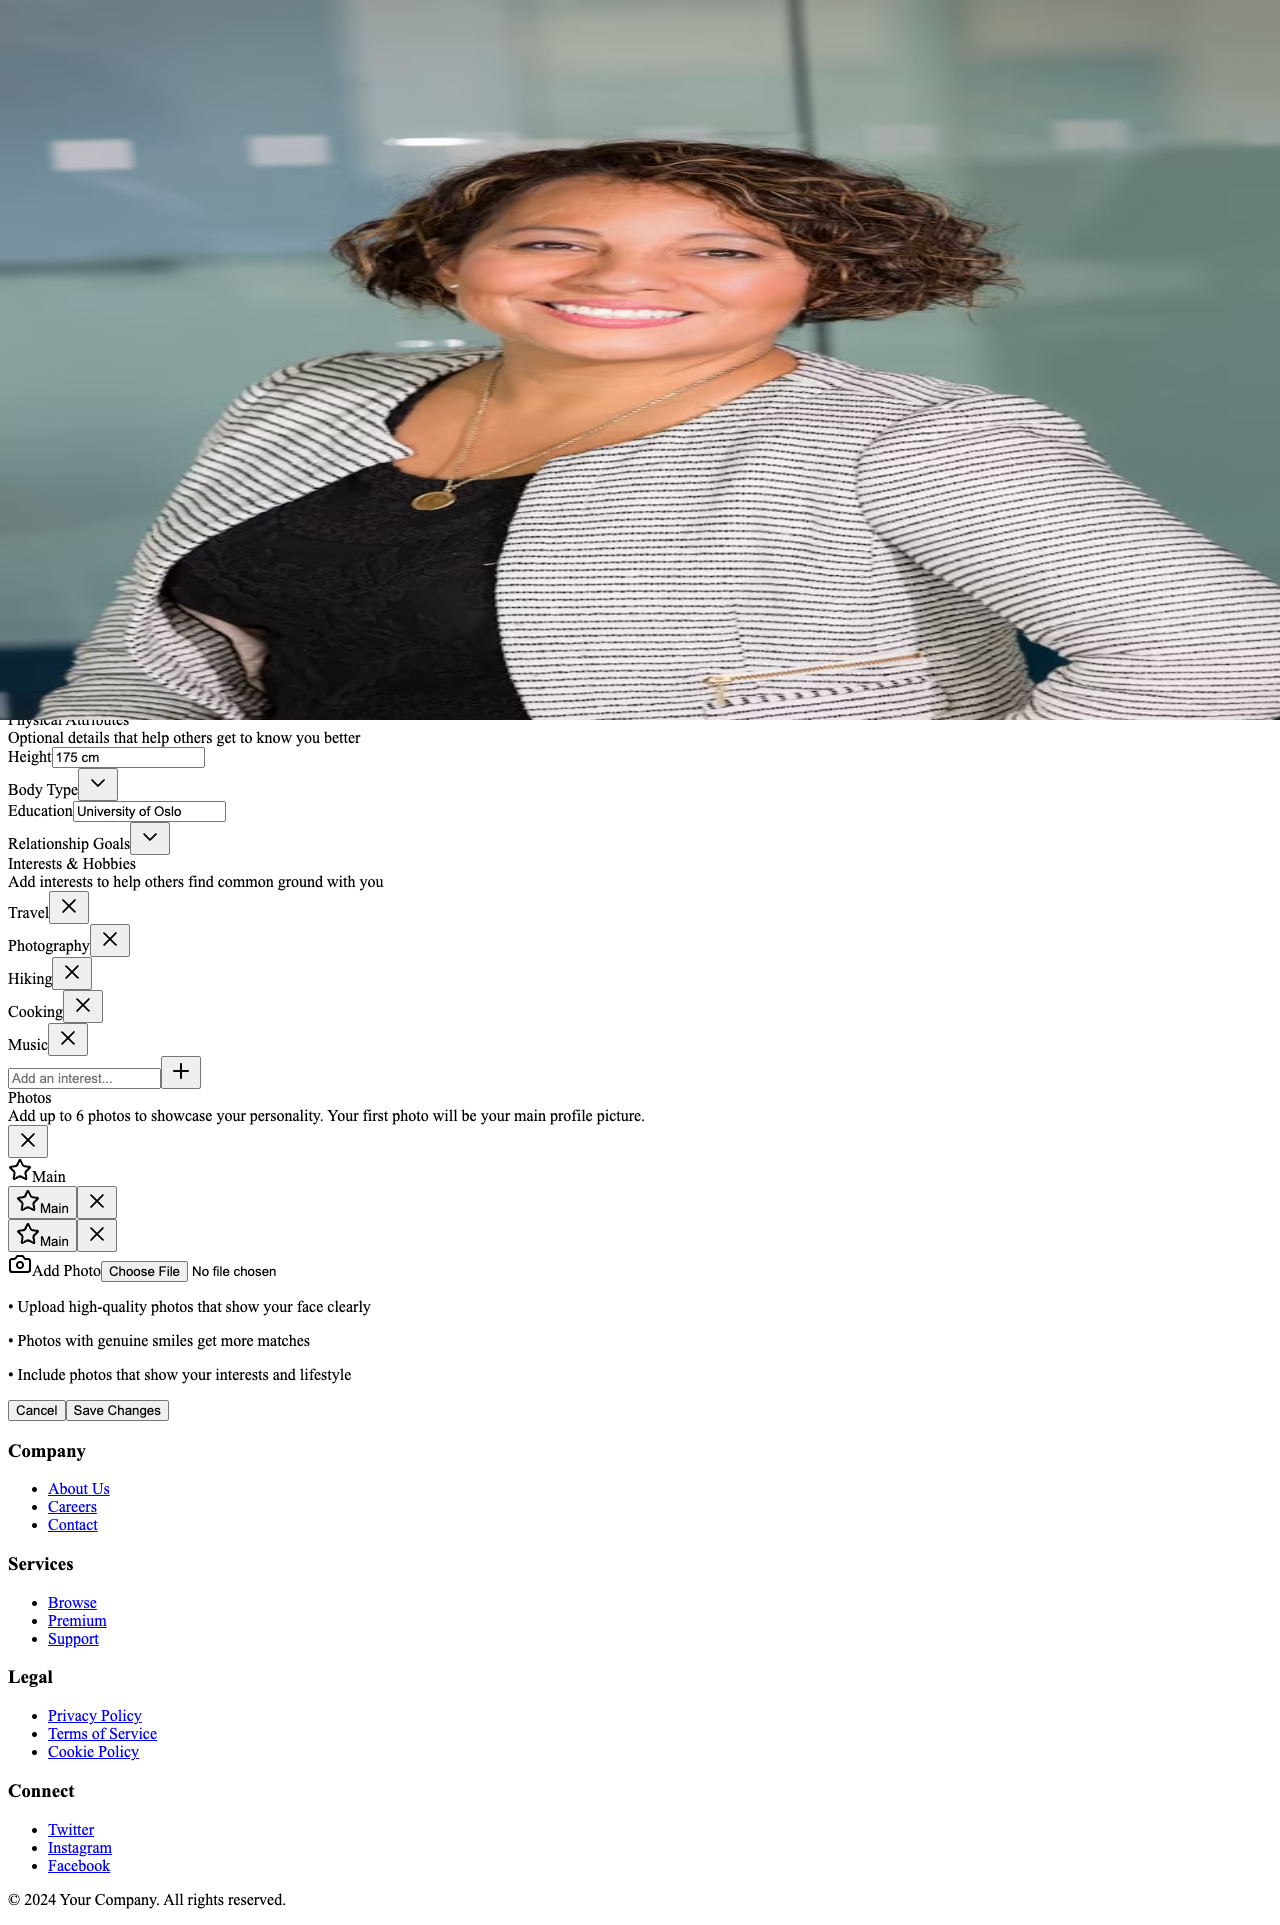 Physical Attributes
Optional details that help others get to know you better
Height 175 cm
Body Type
Education University of Oslo
Relationship Goals
Interests & Hobbies
Add interests to help others find common ground with you
Travel
Photography
Hiking
Cooking
Music
Add an interest...
Photos
Add up to 6 photos to showcase your personality. Your first photo will be your main profile picture.
Main
Main
Main
Add Photo Choose File No file chosen
• Upload high-quality photos that show your face clearly
• Photos with genuine smiles get more matches
• Include photos that show your interests and lifestyle
Cancel Save Changes
Company
• About Us
• Careers
• Contact
Services
• Browse
• Premium
• Support
Legal
• Privacy Policy
• Terms of Service
• Cookie Policy
Connect
• Twitter
• Instagram
• Facebook
© 2024 Your Company. All rights reserved.